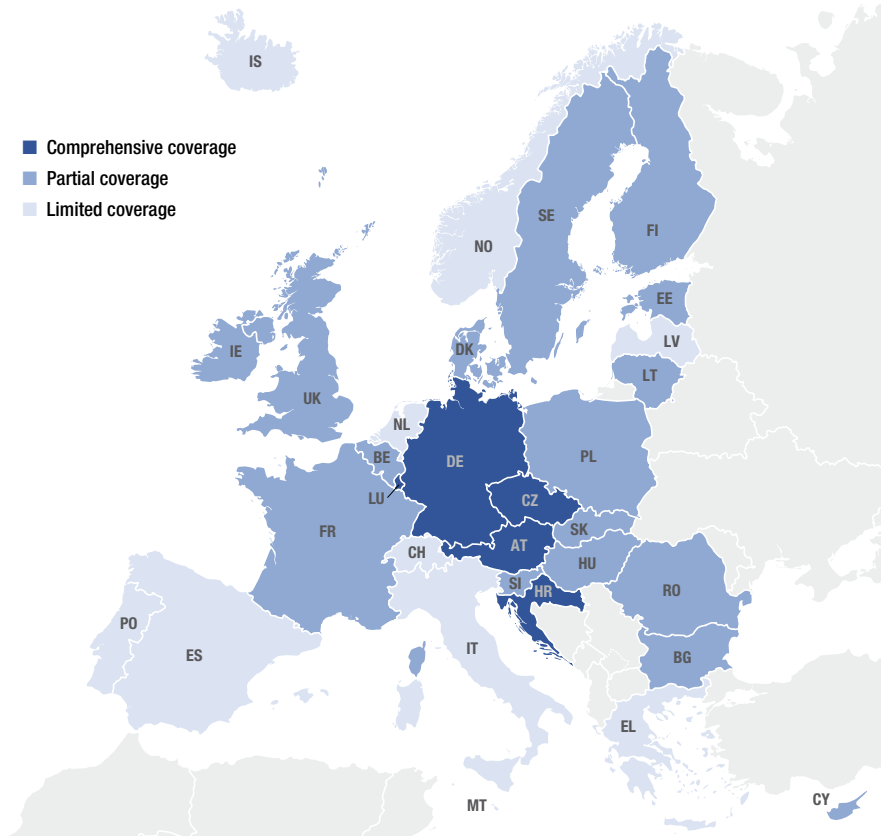 IS
Comprehensive coverage
Partial coverage
Limited coverage
SE
FI
NO
EE
LV
IE
DK
LT
UK
NL
BE
DE
PL
LU
CZ
FR
SK
AT
CH
HU
SI
HR
RO
PO
ES
IT
BG
EL
MT
CY